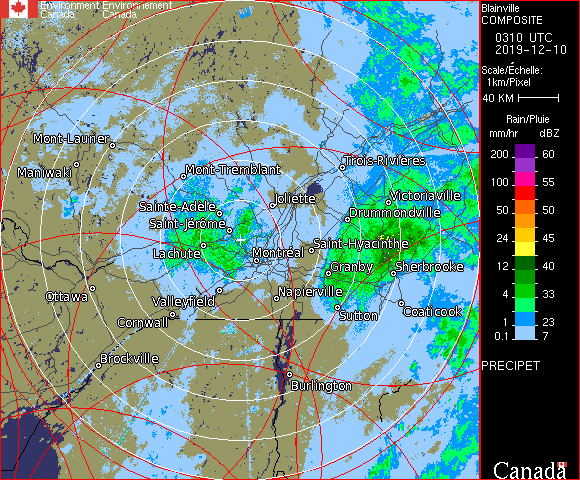 Environment Environnement
Canada Canada
Mont-Laurier
Maniwaki
Mont-Tremblant
Trois-Rivières
Joliette
Victoriaville
Sainte-Adele
Drummondville
Saint-Jérôme
Saint-Hyacinthe
Lachute
Montréal
Granby
Sherbrooke
Ottawa
Valleyfield
Napierville
Coaticook
Cornwall
Sutton
Brockville
Burlington
Blainville
COMPOSITE
0310 UTC
2019-12-10
Scale/Échelle:
1km/Pixel
40 KM
Rain/Pluie
mm/hr dBZ
200 60
100 55
50 50
24 45
12 40
4 33
1 23
0.1 7
PRECIPET
Canada